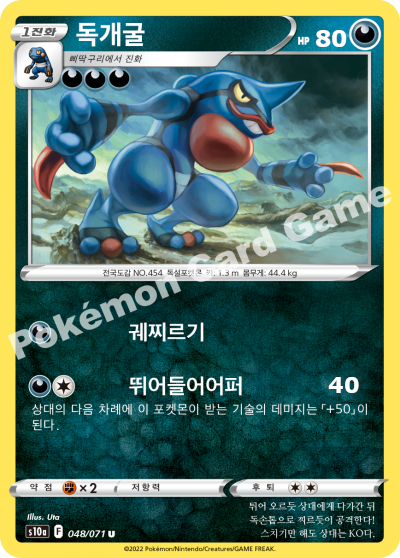 1진화
독개굴
HP 80
삐딱구리에서 진화
전국도감 NO.454 독설포켓몬 키: 1.3 m 몸무게: 44.4 kg
Pokémon Card Game
궤찌르기
뛰어들어어퍼 40
상대의 다음 차례에 이 포켓몬이 받는 기술의 데미지는 「+50」이
된다.
약점 ×2 저항력 후퇴
Illus. Uta
s10a F 048/071 U
뛰어 오르듯 상대에게 다가간 뒤
독손톱으로 찌르듯이 공격한다!
스치기만 해도 상대는 KO다.
©2022 Pokémon/Nintendo/Creatures/GAME FREAK.